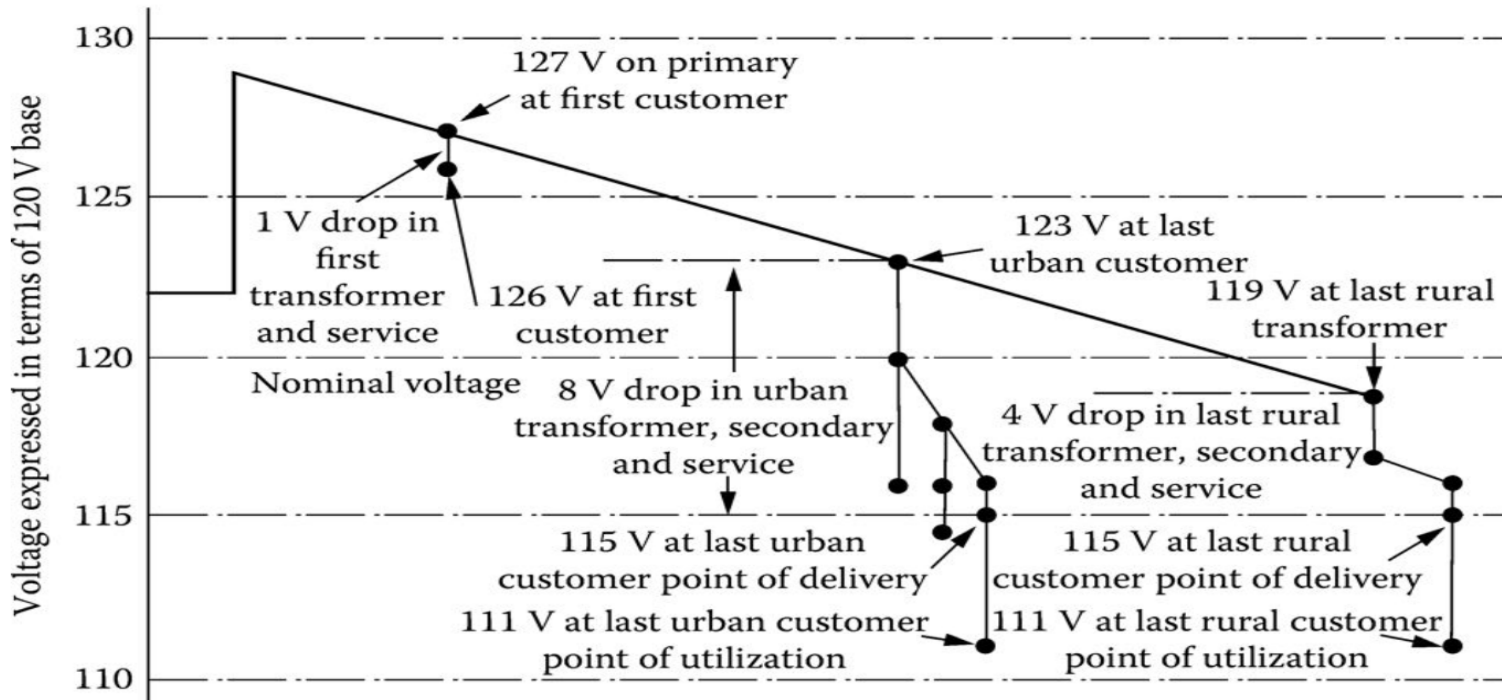 Voltage expressed in terms of 120 V base
130
125
120
115
110
127 V on primary
at first customer
1 V drop in
first
transformer
and service
126 V at first
customer
Nominal voltage
123 V at last
urban customer
8 V drop in urban
transformer, secondary
and service
119 V at last rural
transformer
4 V drop in last rural
transformer, secondary
and service
115 V at last urban
customer point of delivery
115 V at last rural
customer point of delivery
111 V at last urban customer
point of utilization
111 V at last rural customer
point of utilization